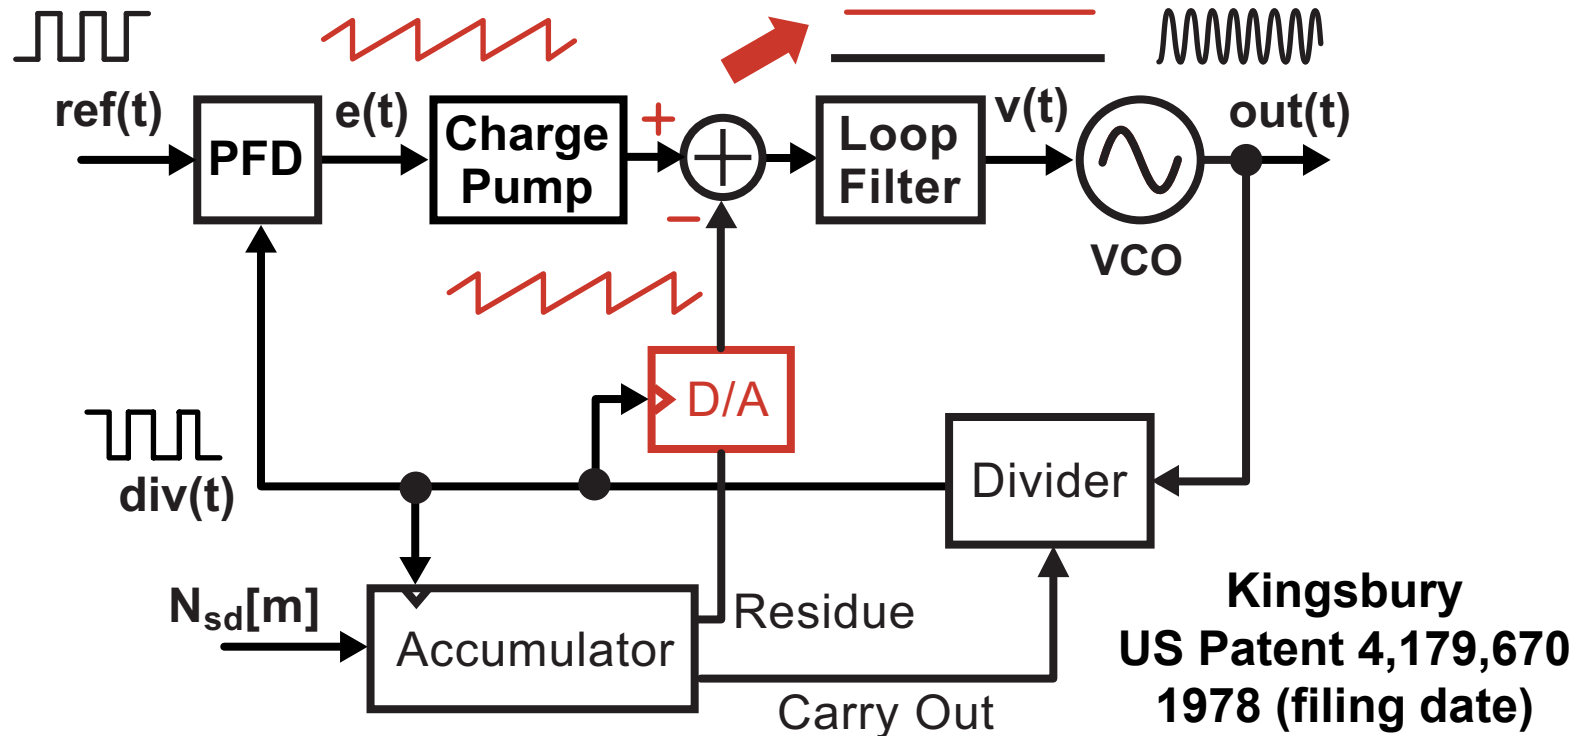 ref(t)
PFD
e(t)
Charge
Pump
+
−
Loop
Filter
v(t)
out(t)
VCO
D/A
div(t)
Divider
N_sd[m]
Accumulator
Residue
Carry Out
Kingsbury
US Patent 4,179,670
1978 (filing date)